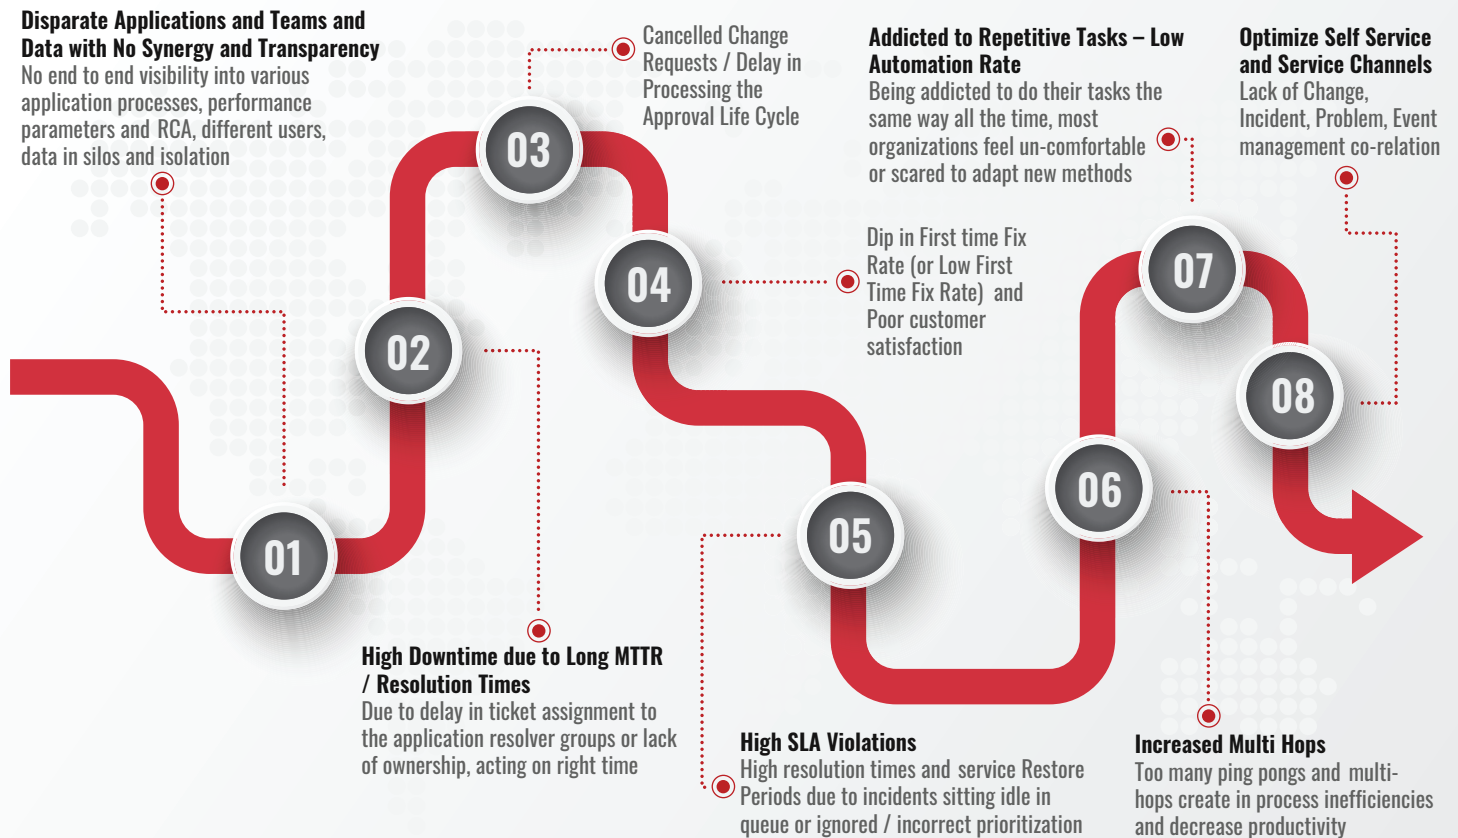 Disparate Applications and Teams and
Data with No Synergy and Transparency
No end to end visibility into various
application processes, performance
parameters and RCA, different users,
data in silos and isolation
01
02
High Downtime due to Long MTTR
/ Resolution Times
Due to delay in ticket assignment to
the application resolver groups or lack
of ownership, acting on right time
03
Cancelled Change
Requests / Delay in
Processing the
Approval Life Cycle
04
Dip in First time Fix
Rate (or Low First
Time Fix Rate) and
Poor customer
satisfaction
05
High SLA Violations
High resolution times and service Restore
Periods due to incidents sitting idle in
queue or ignored / incorrect prioritization
06
Increased Multi Hops
Too many ping pongs and multi-
hops create in process inefficiencies
and decrease productivity
Addicted to Repetitive Tasks – Low
Automation Rate
Being addicted to do their tasks the
same way all the time, most
organizations feel un-comfortable
or scared to adapt new methods
07
Optimize Self Service
and Service Channels
Lack of Change,
Incident, Problem, Event
management co-relation
08